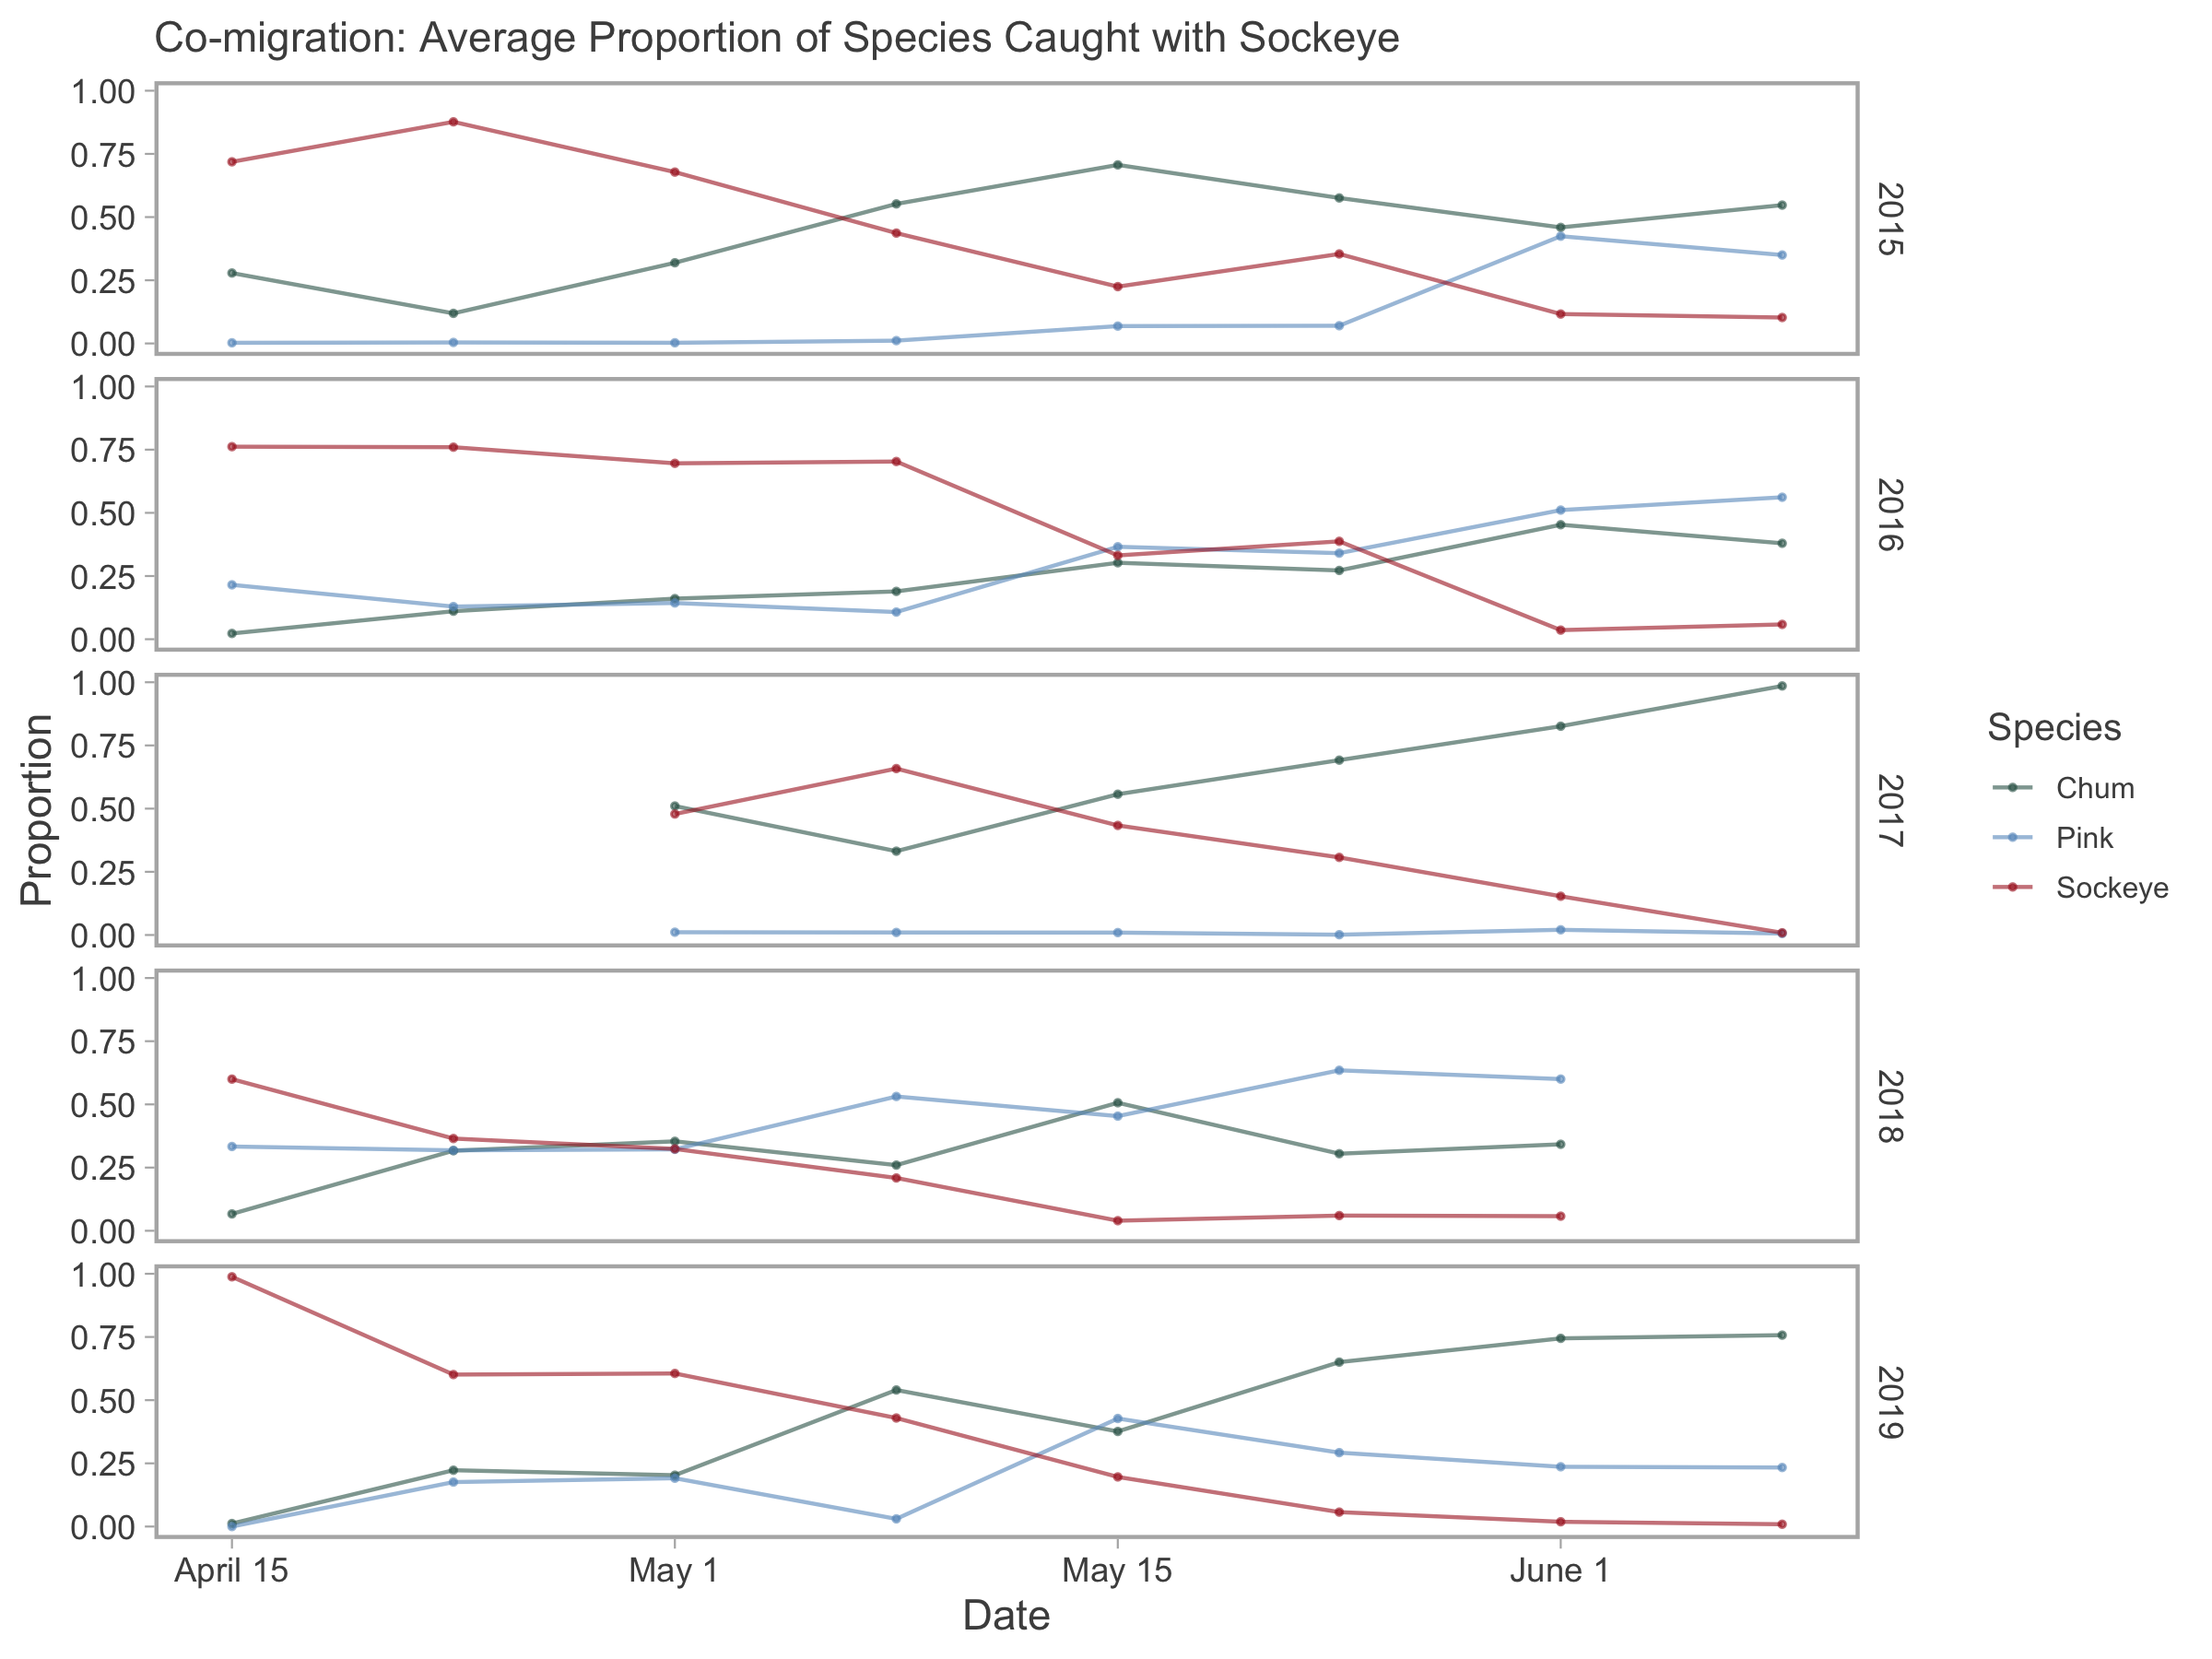 Co-migration: Average Proportion of Species Caught with Sockeye
1.00
0.75
0.50
0.25
0.00
2015
1.00
0.75
0.50
0.25
0.00
2016
1.00
0.75
0.50
0.25
0.00
2017
1.00
0.75
0.50
0.25
0.00
2018
1.00
0.75
0.50
0.25
0.00
2019
Proportion
April 15
May 1
May 15
June 1
Date
Species
Chum
Pink
Sockeye